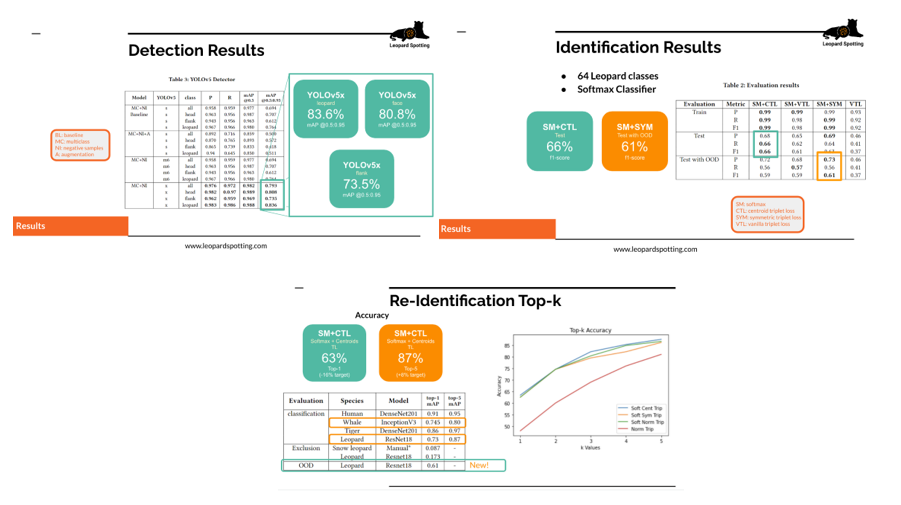 Leopard Spotting
Detection Results
Table 3: YOLOv5 Detector
Model YOLOv5 class P R mAP @0.5 mAP @0.5:0.95
MC+NI x all 0.958 0.959 0.977 0.694
Baseline x head 0.963 0.956 0.987 0.707
x flank 0.943 0.956 0.963 0.612
x leopard 0.967 0.966 0.980 0.764
MC+NI+A x all 0.892 0.716 0.859
x head 0.870 0.765 0.892
x flank 0.865 0.739
x leopard 0.94 0.645 0.850 0.511
MC+NI m6 all 0.958 0.959 0.977 0.694
m6 head 0.963 0.956 0.987 0.707
m6 flank 0.943 0.956 0.963 0.612
m6 leopard 0.967 0.966 0.980 0.764
MC+NI x all 0.976 0.972 0.982 0.793
x head 0.982 0.0.97 0.989 0.808
x flank 0.962 0.959 0.969 0.735
x leopard 0.983 0.986 0.988 0.836
YOLOv5x
leopard
83.6%
mAP @0.5:0.95
YOLOv5x
face
80.8%
mAP @0.5:0.95
YOLOv5x
flank
73.5%
mAP @0.5:0.95
BL: baseline
MC: multiclass
NI: negative samples
A: augmentation
Results
www.leopardspotting.com
Leopard Spotting
Identification Results
● 64 Leopard classes
● Softmax Classifier
SM+CTL
Test
66%
FI-score
SM+SYM
Test with OOD
61%
FI-score
Table 2: Evaluation results
Evaluation Metric SM+CTL SM+VTL SM+SYM VTL
Train P 0.99 0.99 0.99 0.93
R 0.99 0.98 0.99 0.92
F1 0.99 0.98 0.99 0.92
Test P 0.68 0.65 0.69 0.46
R 0.66 0.62 0.64 0.41
F1 0.66 0.61 0.37
Test with OOD P 0.72 0.68 0.73 0.46
R 0.56 0.57 0.56 0.41
F1 0.59 0.59 0.61 0.37
SM: softmax
CTL: centroid triplet loss
SYM: symmetric triplet loss
VTL: vanilla triplet loss
Results
www.leopardspotting.com
Re-Identification Top-k
Accuracy
SM+CTL
Softmax + Centroids
TL
63%
Top-1
(-16% target)
SM+CTL
Softmax + Centroids
TL
87%
Top-5
(+6% target)
Evaluation Species Model top-1 mAP top-5 mAP
classification Human DenseNet201 0.91 0.95
Whale InceptionV3 0.745 0.80
Tiger DenseNet201 0.86 0.97
Leopard ResNet18 0.73 0.87
Exclusion Snow leopard Manual* 0.087 -
Leopard Resnet18 0.173 -
OOD Leopard Resnet18 0.61 - New!
Top-k Accuracy
Accuracy
85
80
75
70
65
60
55
50
Soft Cent Trip
Soft Sym Trip
Soft Norm Trip
Norm Trip
1 2 3 4 5
k Values